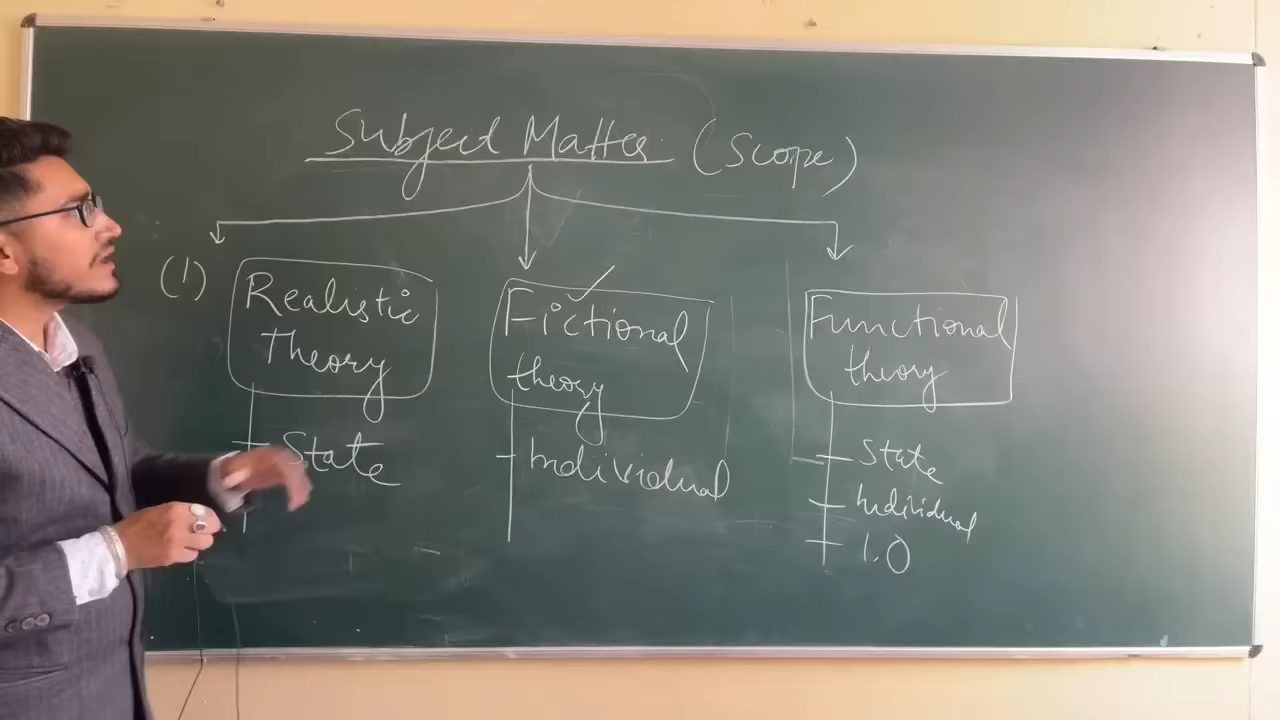 Subject Matter (Scope)
(1)
Realistic
Theory
State
Fictional
theory
Individual
Functional
theory
State
Individual
I.O